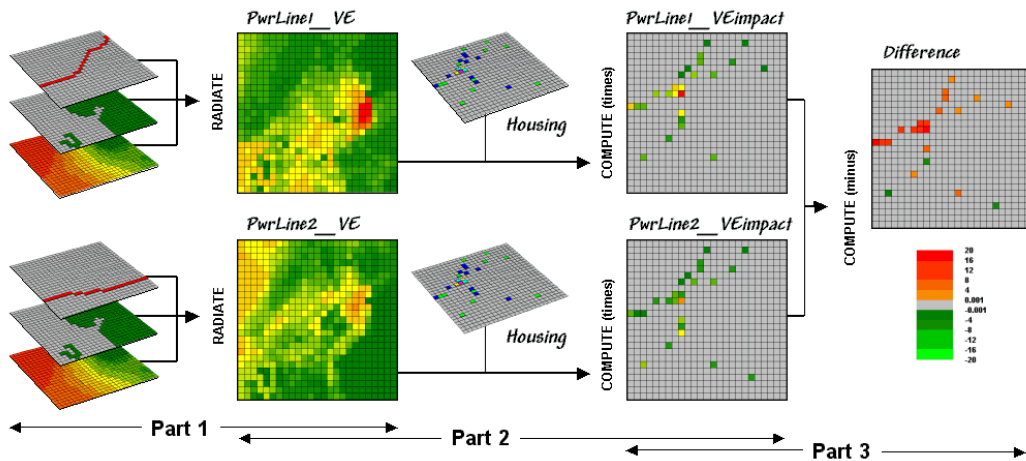 PwrLine1__VE
PwrLine1__VEimpact
Difference
RADIATE
Housing
COMPUTE (times)
COMPUTE (minus)
PwrLine2__VE
PwrLine2__VEimpact
RADIATE
Housing
COMPUTE (times)
20
16
12
8
4
0.001
-0.001
-4
-8
-12
-16
-20
Part 1
Part 2
Part 3